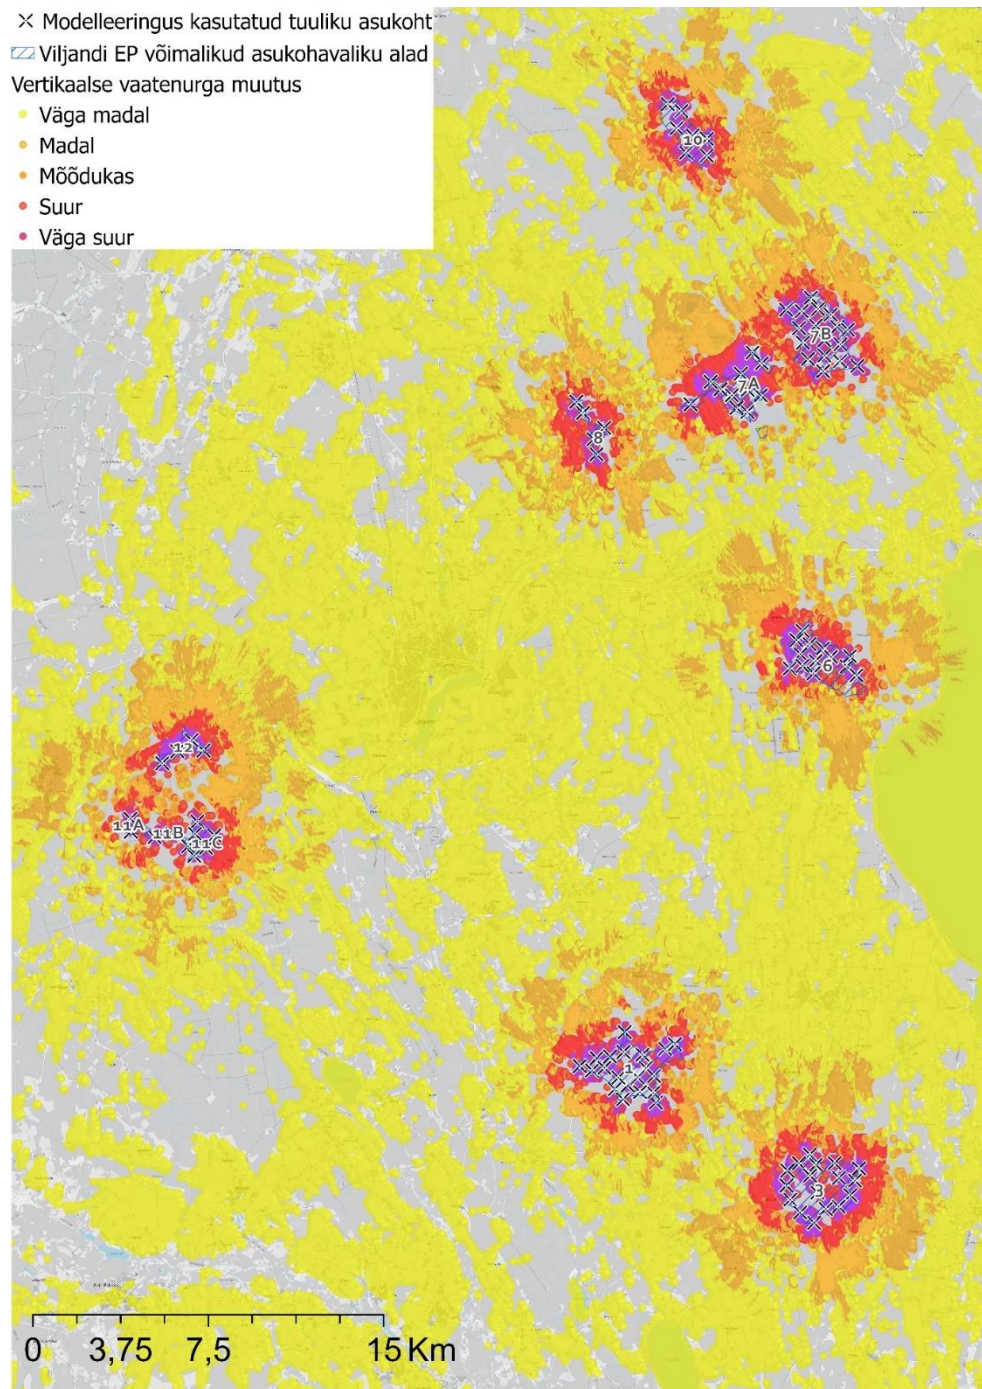 Modelleeringus kasutatud tuuliku asukoht
Viljandi EP võimalikud asukohavaliku alad
Vertikaalse vaatenurga muutus
Väga madal
Madal
Mõõdukas
Suur
Väga suur
10
7B
7A
8
6
12
11A
11B
11C
1
3
0 3,75 7,5 15 Km